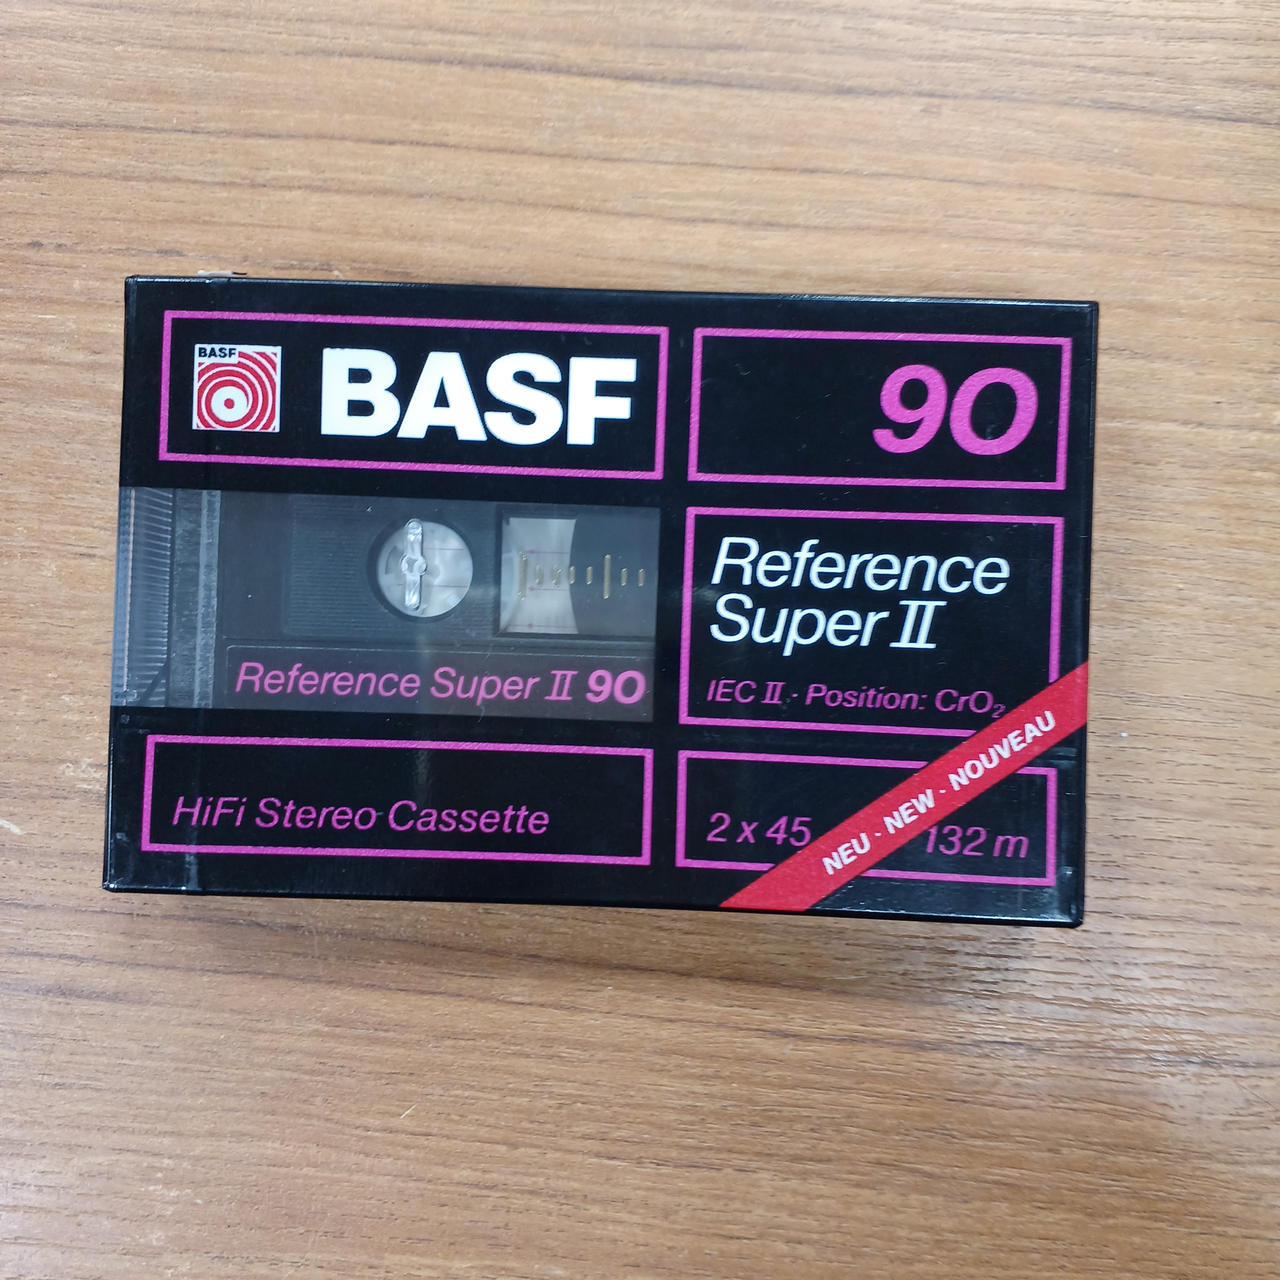 BASF
BASF
90
Reference
Super II
IEC II · Position: CrO₂
Reference Super II 90
HiFi Stereo Cassette
2 x 45
132 m
NEU · NEW · NOUVEAU